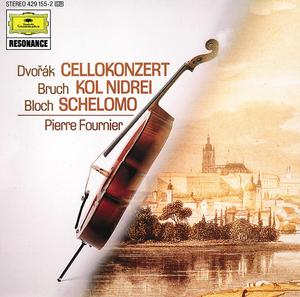 STEREO 429 155-2
Deutsche Grammophon
RESONANCE
Dvořák CELLOKONZERT
Bruch KOL NIDREI
Bloch SCHELOMO
Pierre Fournier